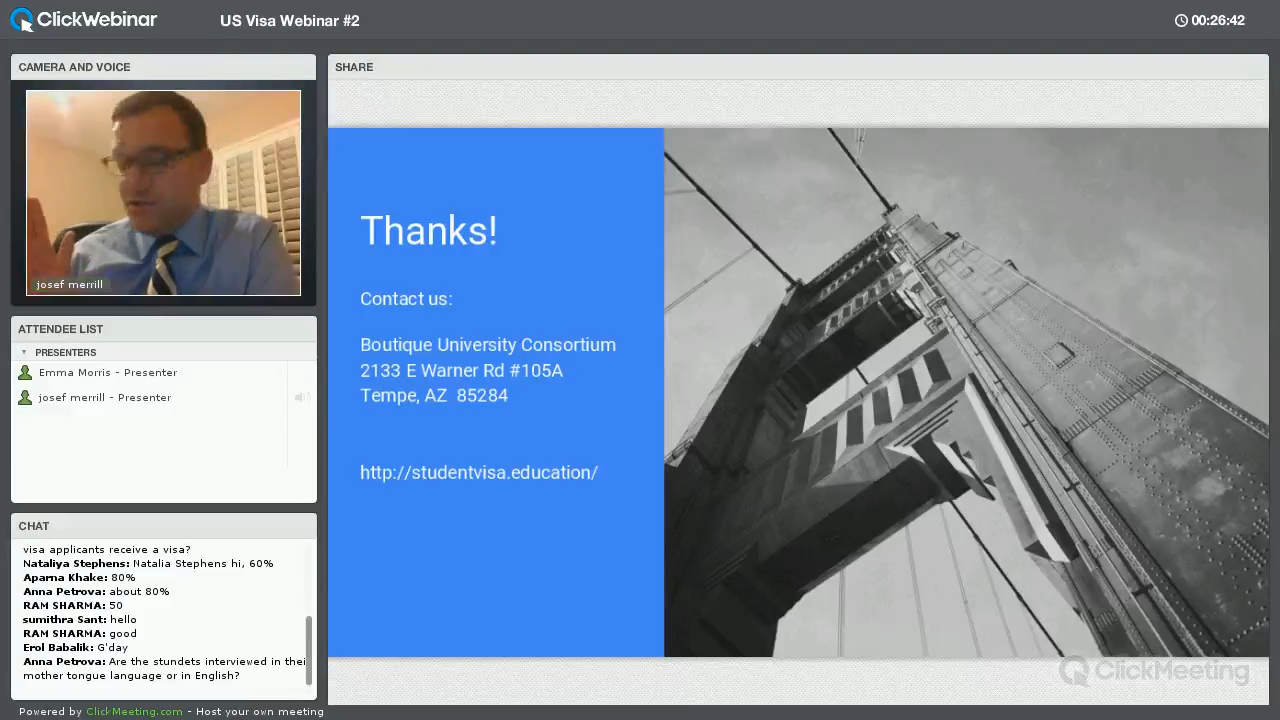 ClickWebinar
US Visa Webinar #2
00:26:42
CAMERA AND VOICE
josef merrill
ATTENDEE LIST
PRESENTERS
Emma Morris - Presenter
josef merrill - Presenter
CHAT
visa applicants receive a visa?
Nataliya Stephens: Natalia Stephens hi, 60%
Aparna Khake: 80%
Anna Petrova: about 80%
RAM SHARMA: 50
sumithra Sant: hello
RAM SHARMA: good
Erol Babalik: G'day
Anna Petrova: Are the stundets interviewed in thei
mother tongue language or in English?
Powered by ClickMeeting.com - Host your own meeting
SHARE
Thanks!
Contact us:
Boutique University Consortium
2133 E Warner Rd #105A
Tempe, AZ 85284
http://studentvisa.education/
ClickMeeting